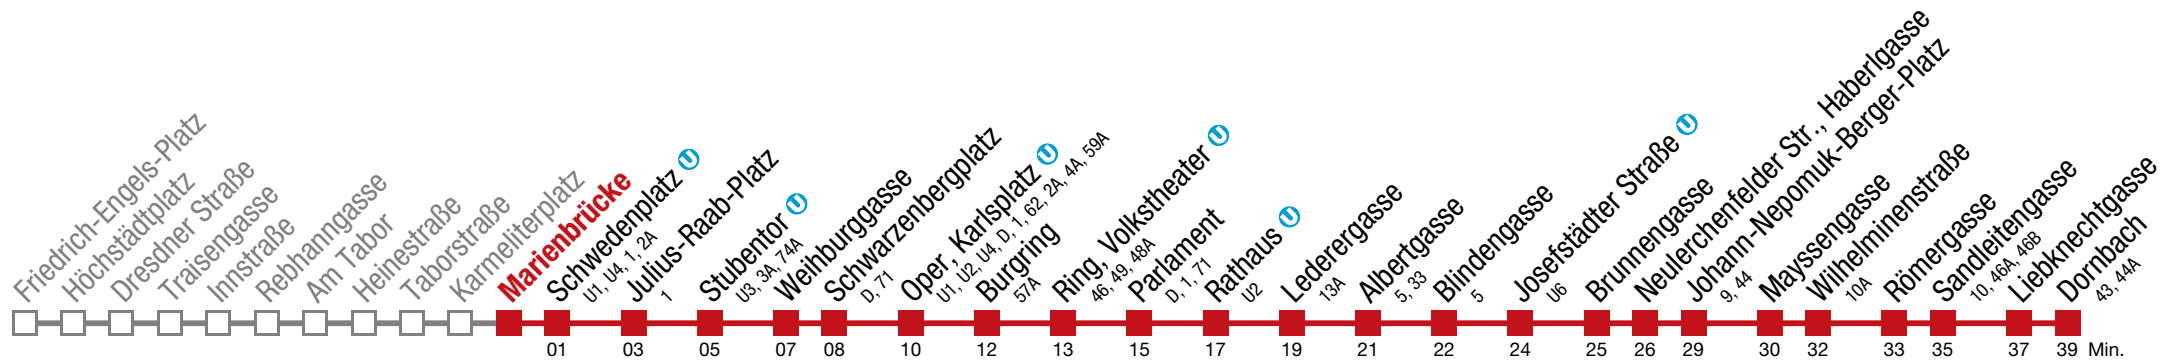 Friedrich-Engels-Platz
Höchstädtplatz
Dresdner Straße
Traisengasse
Innstraße
Rebhanngasse
Am Tabor
Heinestraße
Taborstraße
Karmeliterplatz
Marienbrücke
Schwedenplatz U
U1, U4, 1, 2A
Julius-Raab-Platz
1
Stubentor U
U3, 3A, 74A
Weihburggasse
Schwarzenbergplatz
D, 71
Oper, Karlsplatz U
U1, U2, U4, D, 1, 62, 2A, 4A, 59A
Burgring
57A
Ring, Volkstheater U
46, 49, 48A
Parlament
D, 1, 71
Rathaus U
U2
Lederergasse
13A
Albertgasse
5, 33
Blindengasse
5
Josefstädter Straße U
U6
Brunnengasse
Neulerchenfelder Str., Haberlgasse
Johann-Nepomuk-Berger-Platz
9, 44
Mayssengasse
Wilhelminenstraße
10A
Römergasse
Sandleitengasse
10, 46A, 46B
Liebknechtgasse
Dornbach
43, 44A
01 03 05 07 08 10 12 13 15 17 19 21 22 24 25 26 29 30 32 33 35 37 39 Min.